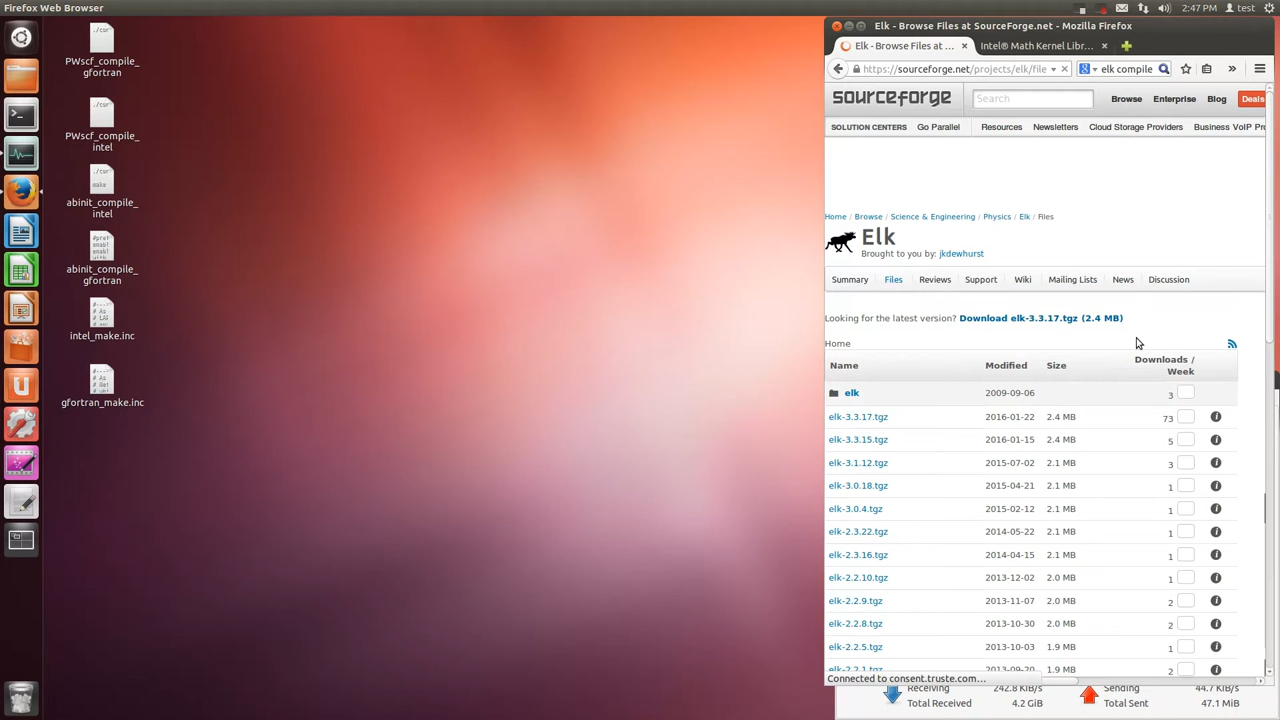 Firefox Web Browser
2:47 PM
test
PWscf_compile_
gfortran
PWscf_compile_
intel
abinit_compile_
intel
abinit_compile_
gfortran
intel_make.inc
gfortran_make.inc
Elk - Browse Files at SourceForge.net - Mozilla Firefox
Elk - Browse Files at ...
Intel® Math Kernel Libr...
https://sourceforge.net/projects/elk/file
elk compile
sourceforge
Search
Browse
Enterprise
Blog
Deals
SOLUTION CENTERS
Go Parallel
Resources
Newsletters
Cloud Storage Providers
Business VoIP Pr
Home / Browse / Science & Engineering / Physics / Elk / Files
Elk
Brought to you by: jkdewhurst
Summary
Files
Reviews
Support
Wiki
Mailing Lists
News
Discussion
Looking for the latest version? Download elk-3.3.17.tgz (2.4 MB)
Home
Name
Modified
Size
Downloads /
Week
elk 2009-09-06 3
elk-3.3.17.tgz 2016-01-22 2.4 MB 73
elk-3.3.15.tgz 2016-01-15 2.4 MB 5
elk-3.1.12.tgz 2015-07-02 2.1 MB 3
elk-3.0.18.tgz 2015-04-21 2.1 MB 1
elk-3.0.4.tgz 2015-02-12 2.1 MB 1
elk-2.3.22.tgz 2014-05-22 2.1 MB 1
elk-2.3.16.tgz 2014-04-15 2.1 MB 1
elk-2.2.10.tgz 2013-12-02 2.0 MB 1
elk-2.2.9.tgz 2013-11-07 2.0 MB 2
elk-2.2.8.tgz 2013-10-30 2.0 MB 2
elk-2.2.5.tgz 2013-10-03 1.9 MB 1
elk-2.2.1.tgz 2013-09-20 1.9 MB 2
Connected to consent.truste.com...
Receiving 242.8 KiB/s
Sending 44.7 KiB/s
Total Received 4.2 GiB
Total Sent 47.1 MiB